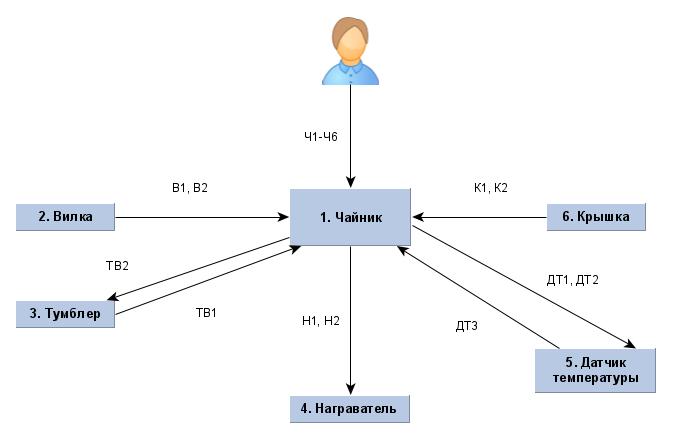 Ч1-Ч6
В1, В2
К1, К2
2. Вилка
1. Чайник
6. Крышка
ТВ2
ДТ1, ДТ2
3. Тумблер
ТВ1
Н1, Н2
ДТ3
5. Датчик
температуры
4. Награватель